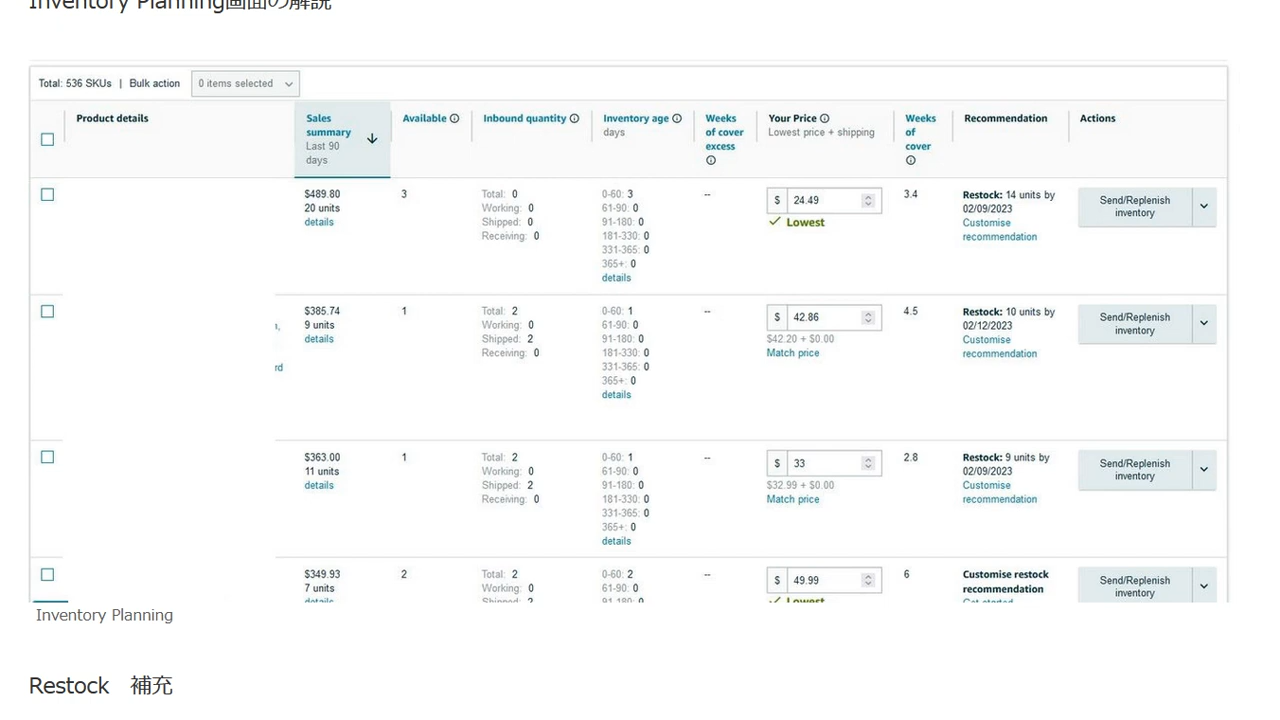 Inventory Planning画面の解説
Total: 536 SKUs | Bulk action 0 items selected
Product details
Sales summary
Last 90 days
Available
Inbound quantity
Inventory age
days
Weeks of cover excess
Your Price
Lowest price + shipping
Weeks of cover
Recommendation
Actions
$489.80
20 units
details
3
Total: 0
Working: 0
Shipped: 0
Receiving: 0
0-60: 3
61-90: 0
91-180: 0
181-330: 0
331-365: 0
365+: 0
details
--
$ 24.49
Lowest
3.4
Restock: 14 units by
02/09/2023
Customise
recommendation
Send/Replenish
inventory
n,
rd
$385.74
9 units
details
1
Total: 2
Working: 0
Shipped: 2
Receiving: 0
0-60: 1
61-90: 0
91-180: 0
181-330: 0
331-365: 0
365+: 0
details
--
$ 42.86
$42.20 + $0.00
Match price
4.5
Restock: 10 units by
02/12/2023
Customise
recommendation
Send/Replenish
inventory
$363.00
11 units
details
1
Total: 2
Working: 0
Shipped: 2
Receiving: 0
0-60: 1
61-90: 0
91-180: 0
181-330: 0
331-365: 0
365+: 0
details
--
$ 33
$32.99 + $0.00
Match price
2.8
Restock: 9 units by
02/09/2023
Customise
recommendation
Send/Replenish
inventory
$349.93
7 units
details
2
Total: 2
Working: 0
Shipped: 2
0-60: 2
61-90: 0
91-180: 0
--
$ 49.99
Lowest
6
Customise restock
recommendation
Get started
Send/Replenish
inventory
Inventory Planning
Restock 補充